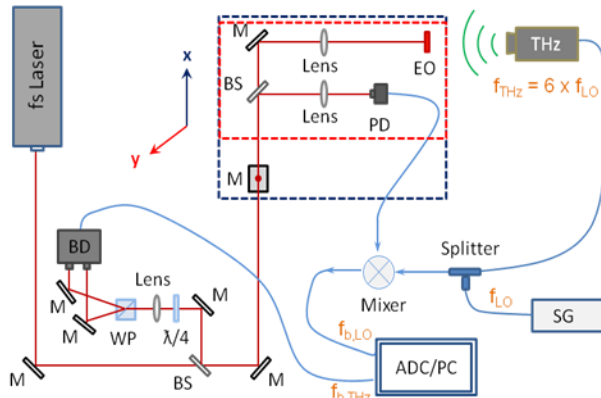 fs Laser
x
y
M
Lens
EO
BS
Lens
PD
M
THz
f_THz = 6 x f_LO
BD
M
M
Lens
WP
λ/4
M
M
BS
M
Mixer
Splitter
f_LO
SG
f_b,LO
ADC/PC
f_b,THz